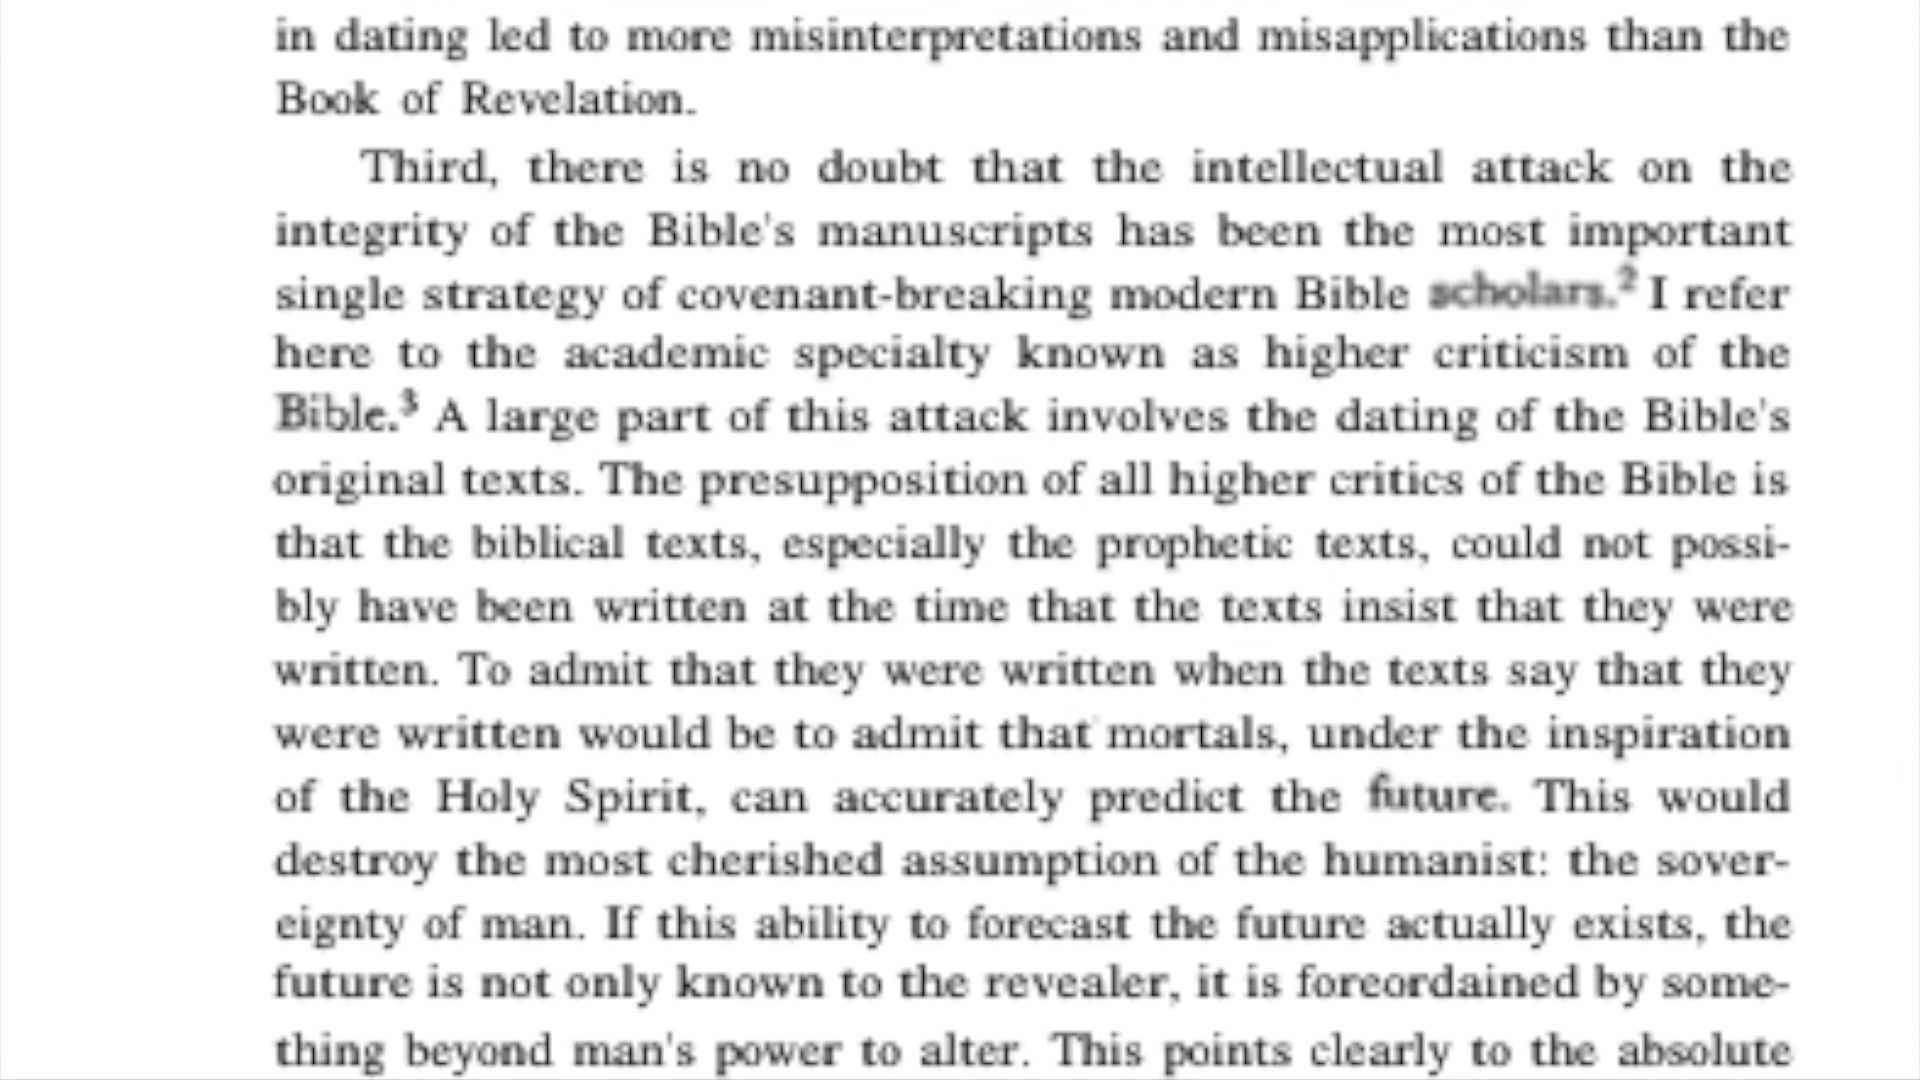 in dating led to more misinterpretations and misapplications than the
Book of Revelation.
Third, there is no doubt that the intellectual attack on the
integrity of the Bible's manuscripts has been the most important
single strategy of covenant-breaking modern Bible scholars.² I refer
here to the academic specialty known as higher criticism of the
Bible.³ A large part of this attack involves the dating of the Bible's
original texts. The presupposition of all higher critics of the Bible is
that the biblical texts, especially the prophetic texts, could not possi-
bly have been written at the time that the texts insist that they were
written. To admit that they were written when the texts say that they
were written would be to admit that mortals, under the inspiration
of the Holy Spirit, can accurately predict the future. This would
destroy the most cherished assumption of the humanist: the sover-
eignty of man. If this ability to forecast the future actually exists, the
future is not only known to the revealer, it is foreordained by some-
thing beyond man's power to alter. This points clearly to the absolute